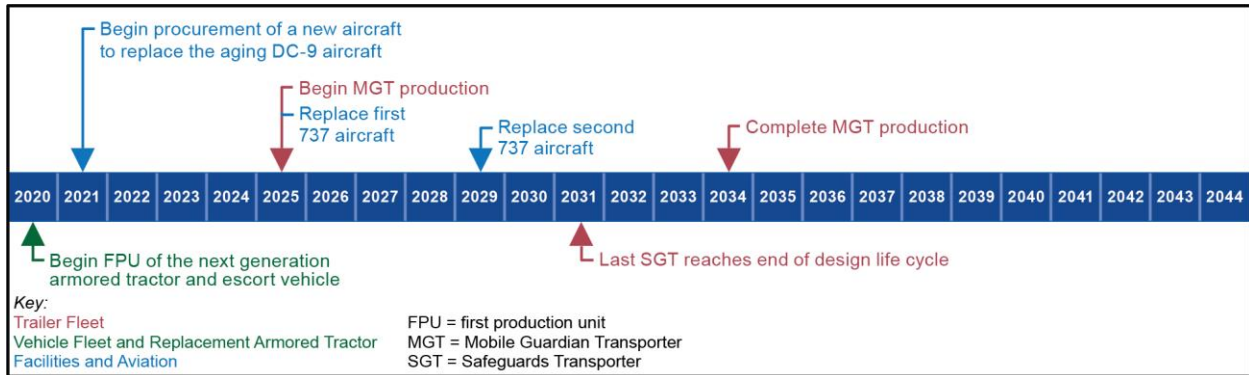 Begin procurement of a new aircraft
to replace the aging DC-9 aircraft
Begin MGT production
Replace first
737 aircraft
Replace second
737 aircraft
Complete MGT production
2020 2021 2022 2023 2024 2025 2026 2027 2028 2029 2030 2031 2032 2033 2034 2035 2036 2037 2038 2039 2040 2041 2042 2043 2044
Begin FPU of the next generation
armored tractor and escort vehicle
Last SGT reaches end of design life cycle
Key:
Trailer Fleet
Vehicle Fleet and Replacement Armored Tractor
Facilities and Aviation
FPU = first production unit
MGT = Mobile Guardian Transporter
SGT = Safeguards Transporter